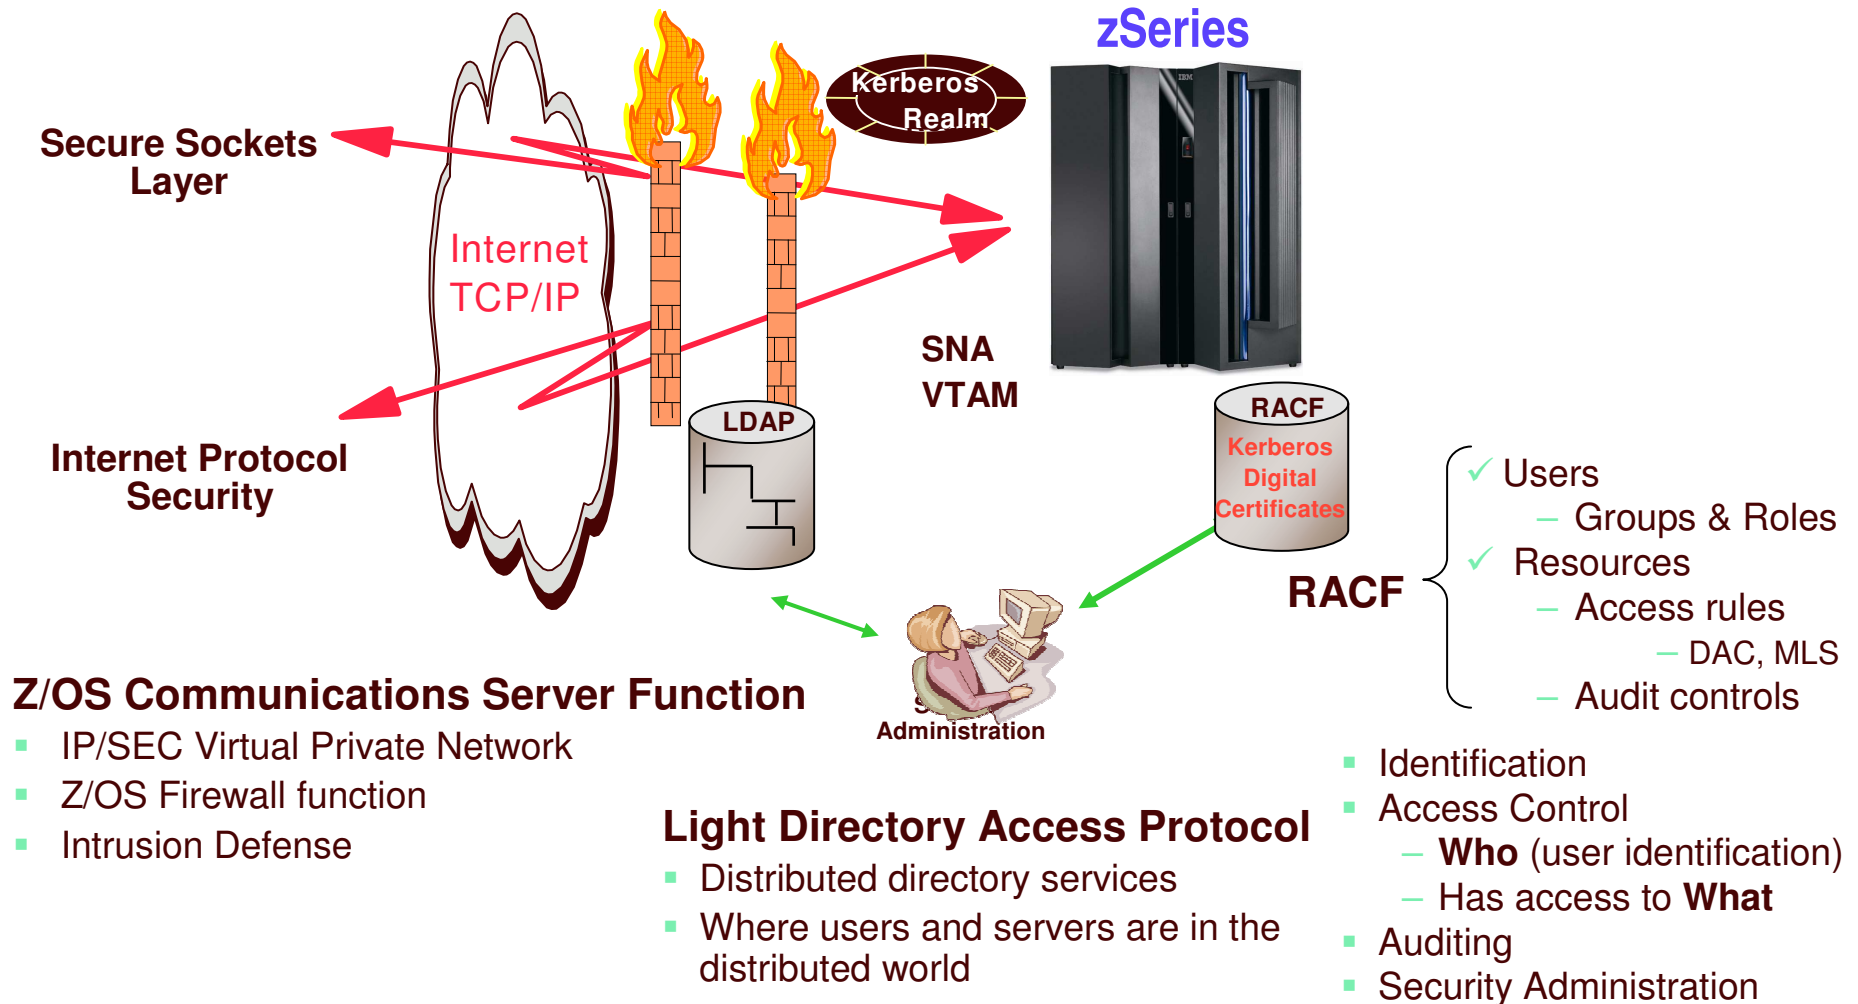 zSeries
Kerberos
Realm
IBM
Secure Sockets
Layer
Internet
TCP/IP
SNA
VTAM
Internet Protocol
Security
LDAP
RACF
Kerberos
Digital
Certificates
RACF
✓ Users
– Groups & Roles
✓ Resources
– Access rules
– DAC, MLS
– Audit controls
Administration
Z/OS Communications Server Function
▪ IP/SEC Virtual Private Network
▪ Z/OS Firewall function
▪ Intrusion Defense
Light Directory Access Protocol
▪ Distributed directory services
▪ Where users and servers are in the
distributed world
▪ Identification
▪ Access Control
– Who (user identification)
– Has access to What
▪ Auditing
▪ Security Administration